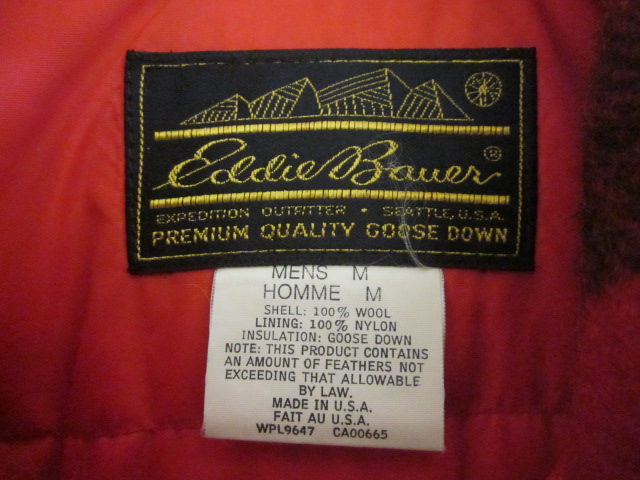 Eddie Bauer ®
EXPEDITION OUTFITTER • SEATTLE, U.S.A.
PREMIUM QUALITY GOOSE DOWN
MENS M
HOMME M
SHELL: 100% WOOL
LINING: 100% NYLON
INSULATION: GOOSE DOWN
NOTE: THIS PRODUCT CONTAINS
AN AMOUNT OF FEATHERS NOT
EXCEEDING THAT ALLOWABLE
BY LAW.
MADE IN U.S.A.
FAIT AU U.S.A.
WPL9647 CA00665